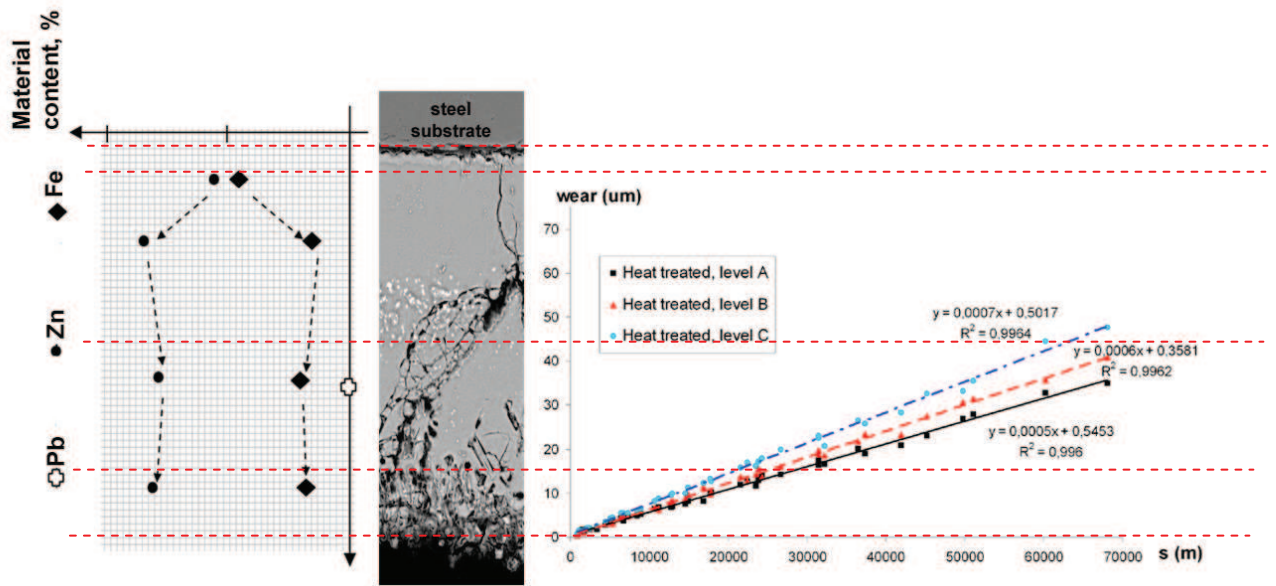 Material
content, %
Fe
Zn
Pb
steel
substrate
wear (um)
70
60
50
40
30
20
10
0
Heat treated, level A
Heat treated, level B
Heat treated, level C
y = 0,0007x + 0,5017
R² = 0,9964
y = 0,0006x + 0,3581
R² = 0,9962
y = 0,0005x + 0,5453
R² = 0,996
0
10000
20000
30000
40000
50000
60000
70000
s (m)